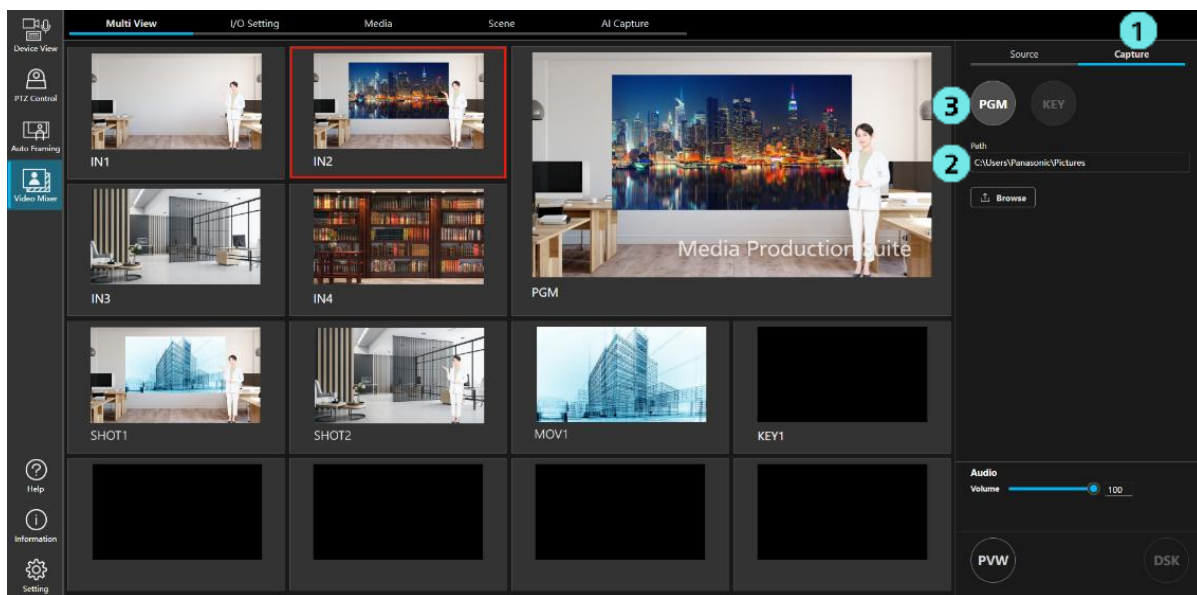 Multi View
I/O Setting
Media
Scene
AI Capture
1
Device View
PTZ Control
Auto Framing
Video Mixer
IN1
IN2
IN3
IN4
Media Production Suite
PGM
SHOT1
SHOT2
MOV1
KEY1
Source
Capture
3
PGM
KEY
Path
2
C:\Users\Panasonic\Pictures
Browse
Audio
Volume
100
PVW
DSK
Help
Information
Setting